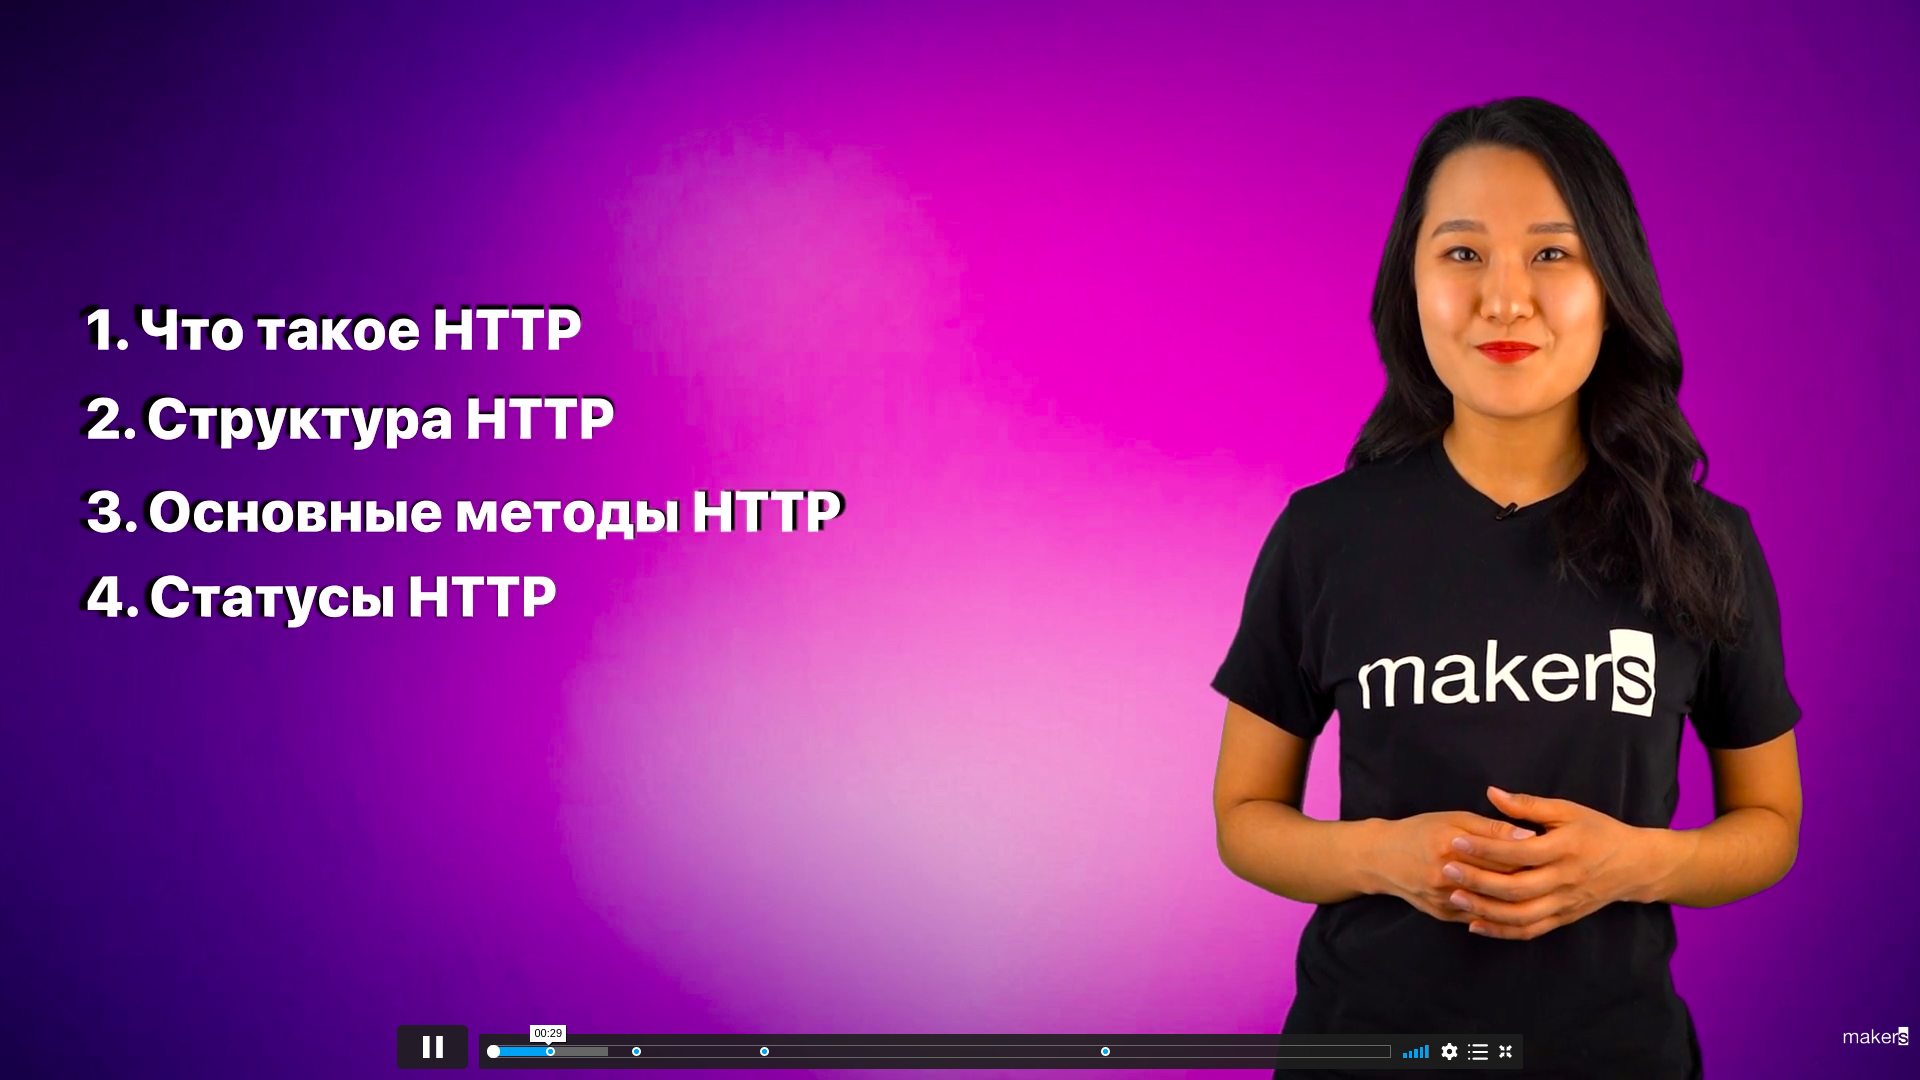 1. Что такое HTTP
2. Структура HTTP
3. Основные методы HTTP
4. Статусы HTTP
makers
00:29
makers